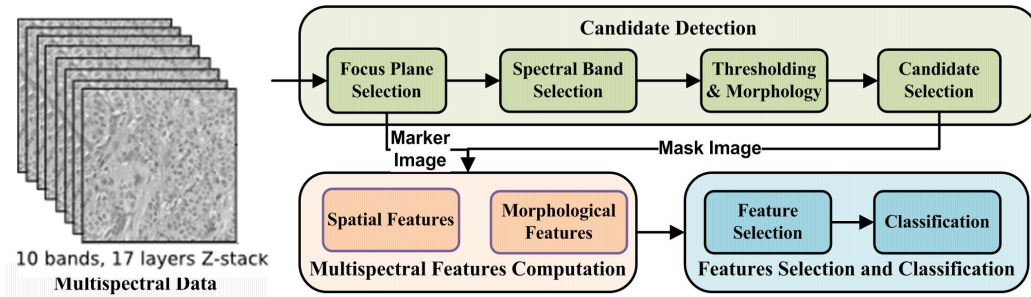 Candidate Detection
Focus Plane
Selection
Spectral Band
Selection
Thresholding
& Morphology
Candidate
Selection
Marker
Image
Mask Image
Spatial Features
Morphological
Features
Multispectral Features Computation
Feature
Selection
Classification
Features Selection and Classification
10 bands, 17 layers Z-stack
Multispectral Data